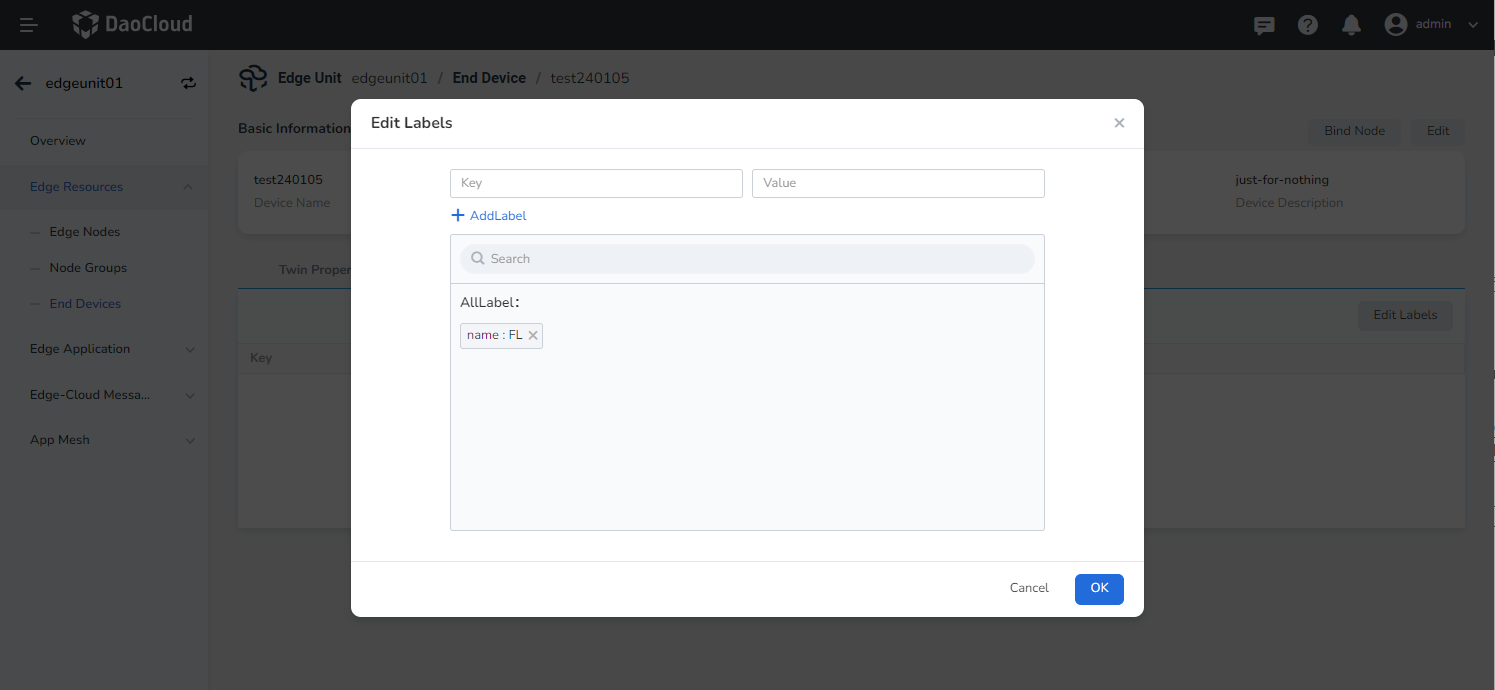 DaoCloud
admin
edgeunit01
Edge Unit edgeunit01 / End Device / test240105
Overview
Edge Resources
Edge Nodes
Node Groups
End Devices
Edge Application
Edge-Cloud Messa...
App Mesh
Basic Information
Bind Node
Edit
test240105
Device Name
just-for-nothing
Device Description
Twin Proper
Edit Labels
Key
Edit Labels
Key
Value
AddLabel
Search
AllLabel：
name : FL
Cancel
OK